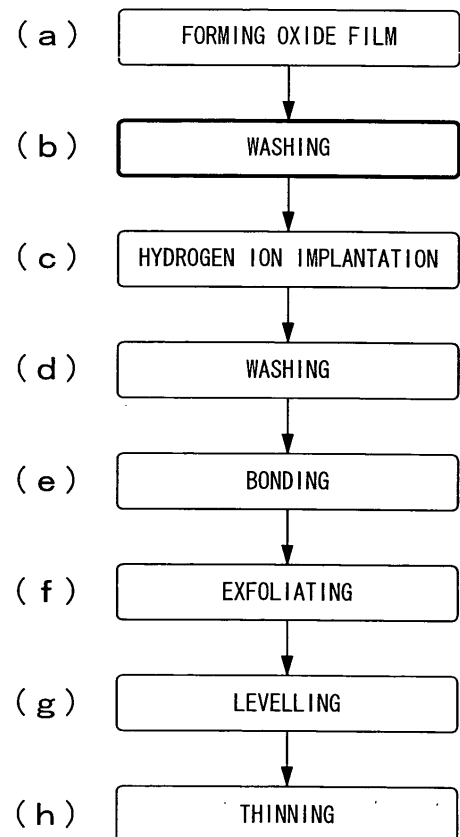 (a) FORMING OXIDE FILM
(b) WASHING
(c) HYDROGEN ION IMPLANTATION
(d) WASHING
(e) BONDING
(f) EXFOLIATING
(g) LEVELLING
(h) THINNING